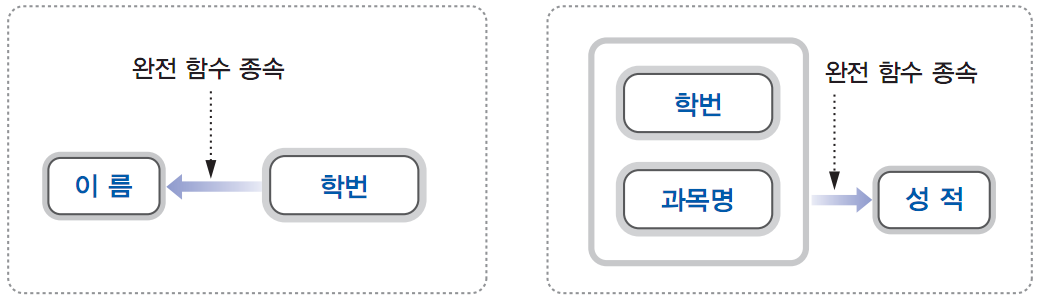 완전 함수 종속
이 름
학번
완전 함수 종속
학번
과목명
성 적